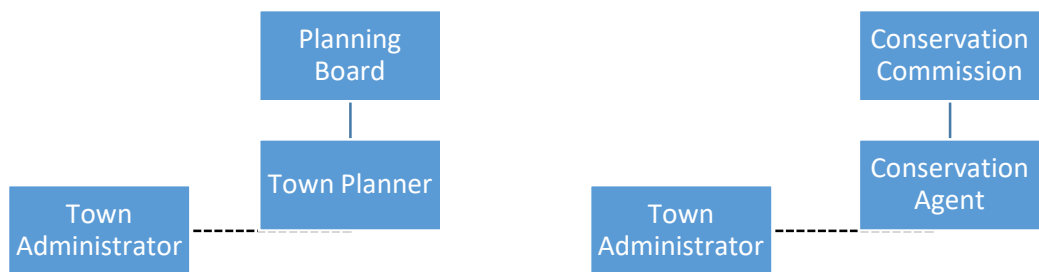 Planning
Board
Town Planner
Town
Administrator
Conservation
Commission
Conservation
Agent
Town
Administrator